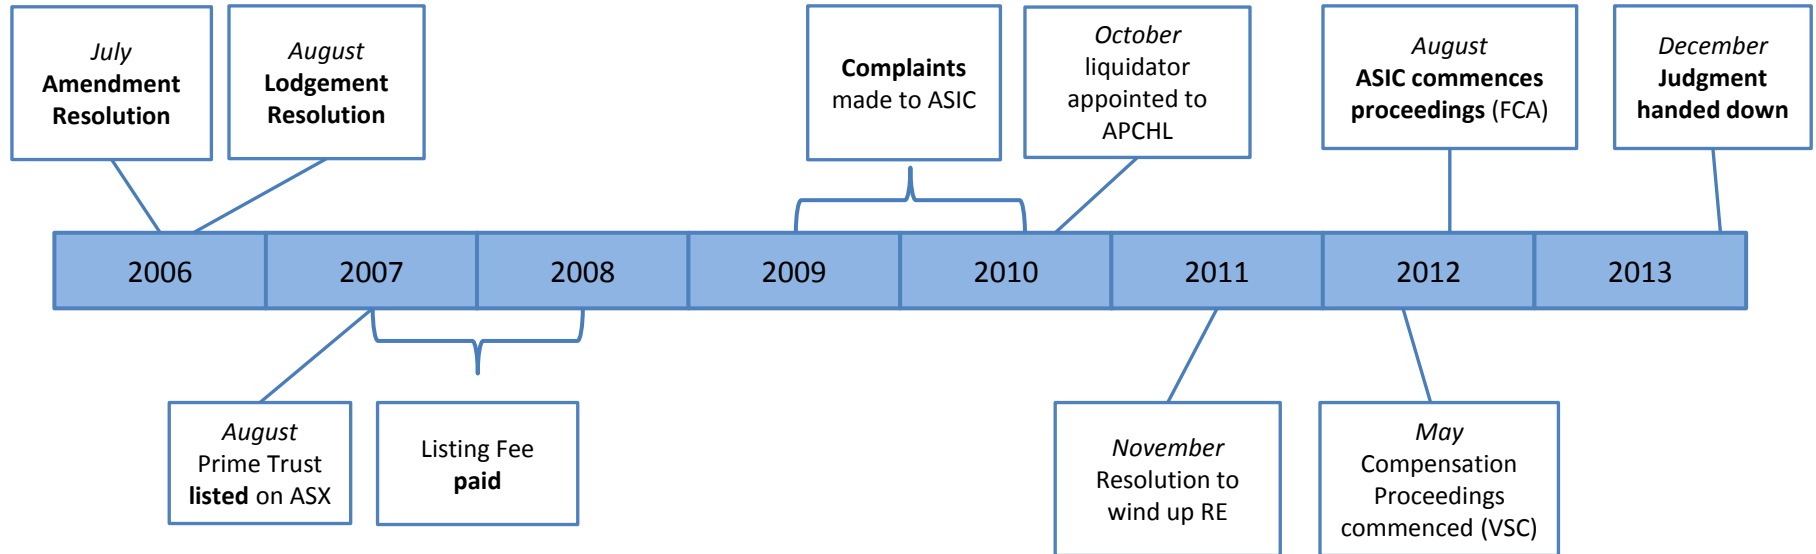 July
Amendment
Resolution
August
Lodgement
Resolution
Complaints
made to ASIC
October
liquidator
appointed to
APCHL
August
ASIC commences
proceedings (FCA)
December
Judgment
handed down
2006
2007
2008
2009
2010
2011
2012
2013
August
Prime Trust
listed on ASX
Listing Fee
paid
November
Resolution to
wind up RE
May
Compensation
Proceedings
commenced (VSC)